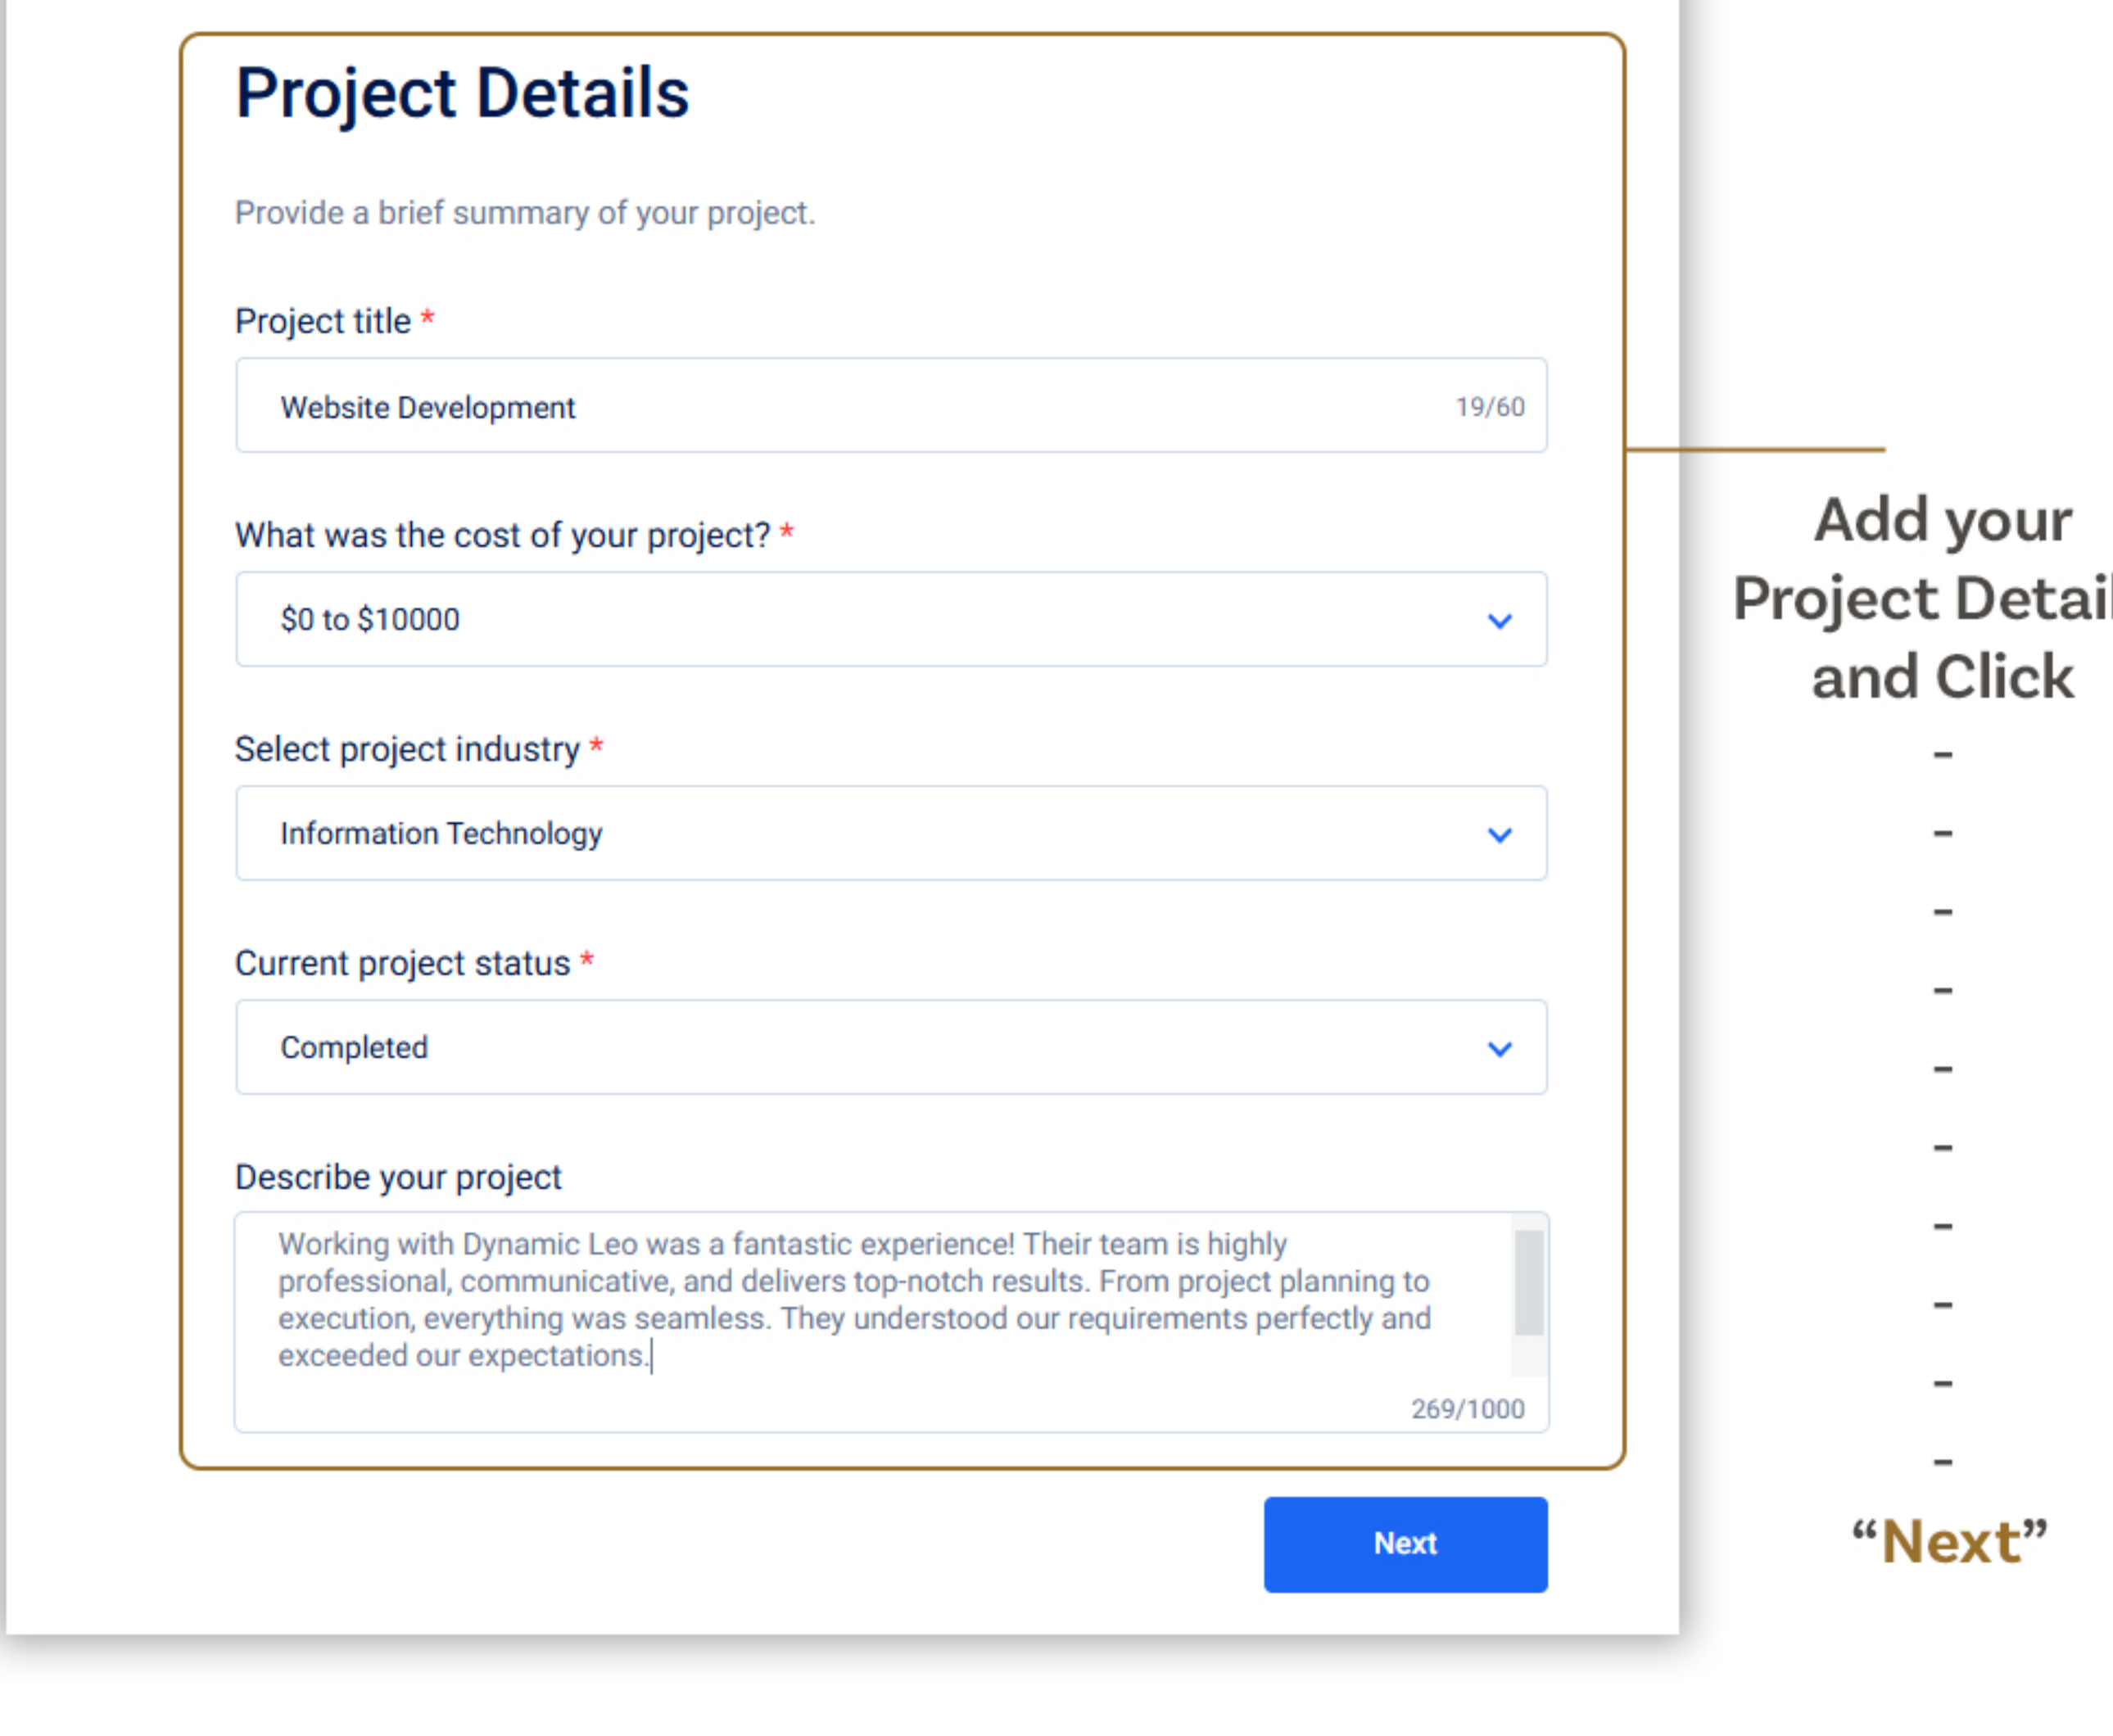 Project Details
Provide a brief summary of your project.
Project title *
Website Development
19/60
What was the cost of your project? *
$0 to $10000
Select project industry *
Information Technology
Current project status *
Completed
Describe your project
Working with Dynamic Leo was a fantastic experience! Their team is highly
professional, communicative, and delivers top-notch results. From project planning to
execution, everything was seamless. They understood our requirements perfectly and
exceeded our expectations.
269/1000
Next
Add your
Project Detail
and Click
-
-
-
-
-
-
-
-
-
-
“Next”